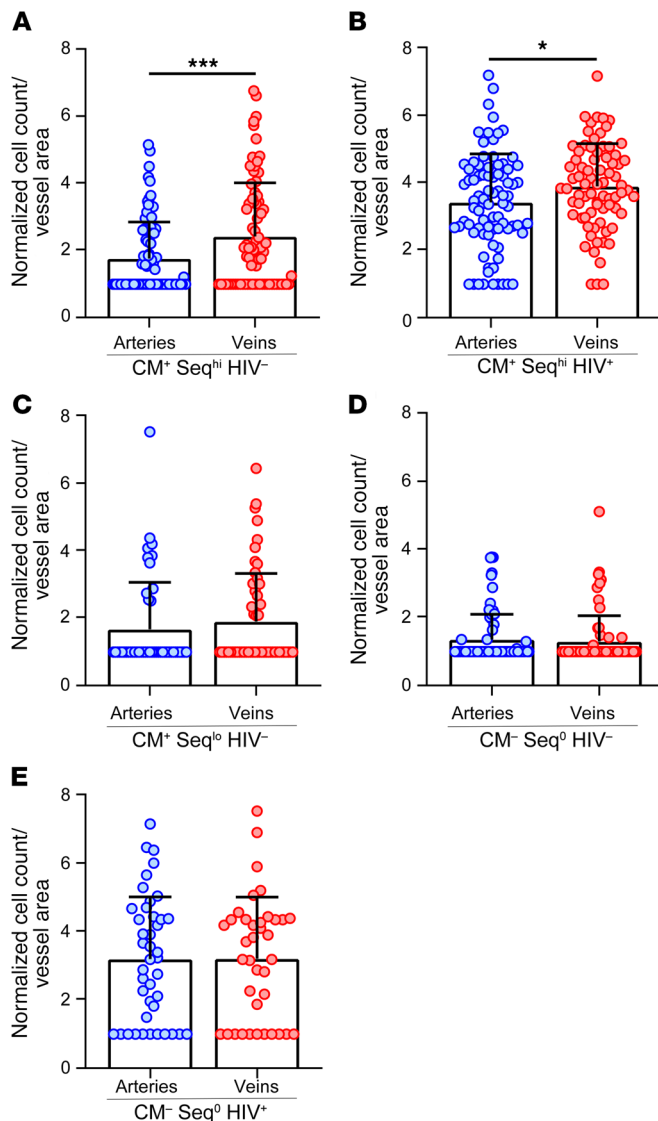 A
Normalized cell count/
vessel area
8
6
4
2
0
***
Arteries
Veins
CM⁺ Seqʰⁱ HIV⁻
B
Normalized cell count/
vessel area
8
6
4
2
0
*
Arteries
Veins
CM⁺ Seqʰⁱ HIV⁺
C
Normalized cell count/
vessel area
8
6
4
2
0
Arteries
Veins
CM⁺ Seqˡᵒ HIV⁻
D
Normalized cell count/
vessel area
8
6
4
2
0
Arteries
Veins
CM⁻ Seq⁰ HIV⁻
E
Normalized cell count/
vessel area
8
6
4
2
0
Arteries
Veins
CM⁻ Seq⁰ HIV⁺